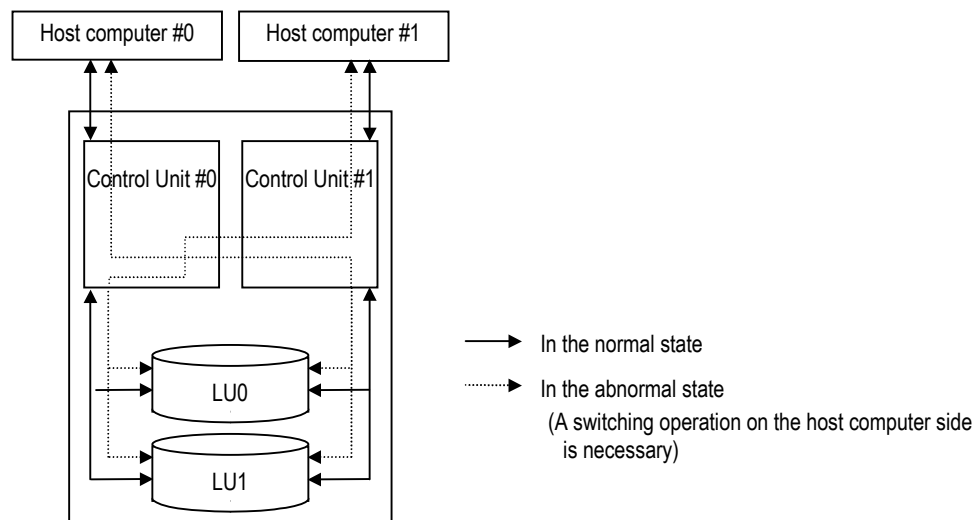 Host computer #0
Host computer #1
Control Unit #0
Control Unit #1
LU0
LU1
In the normal state
In the abnormal state
(A switching operation on the host computer side
is necessary)